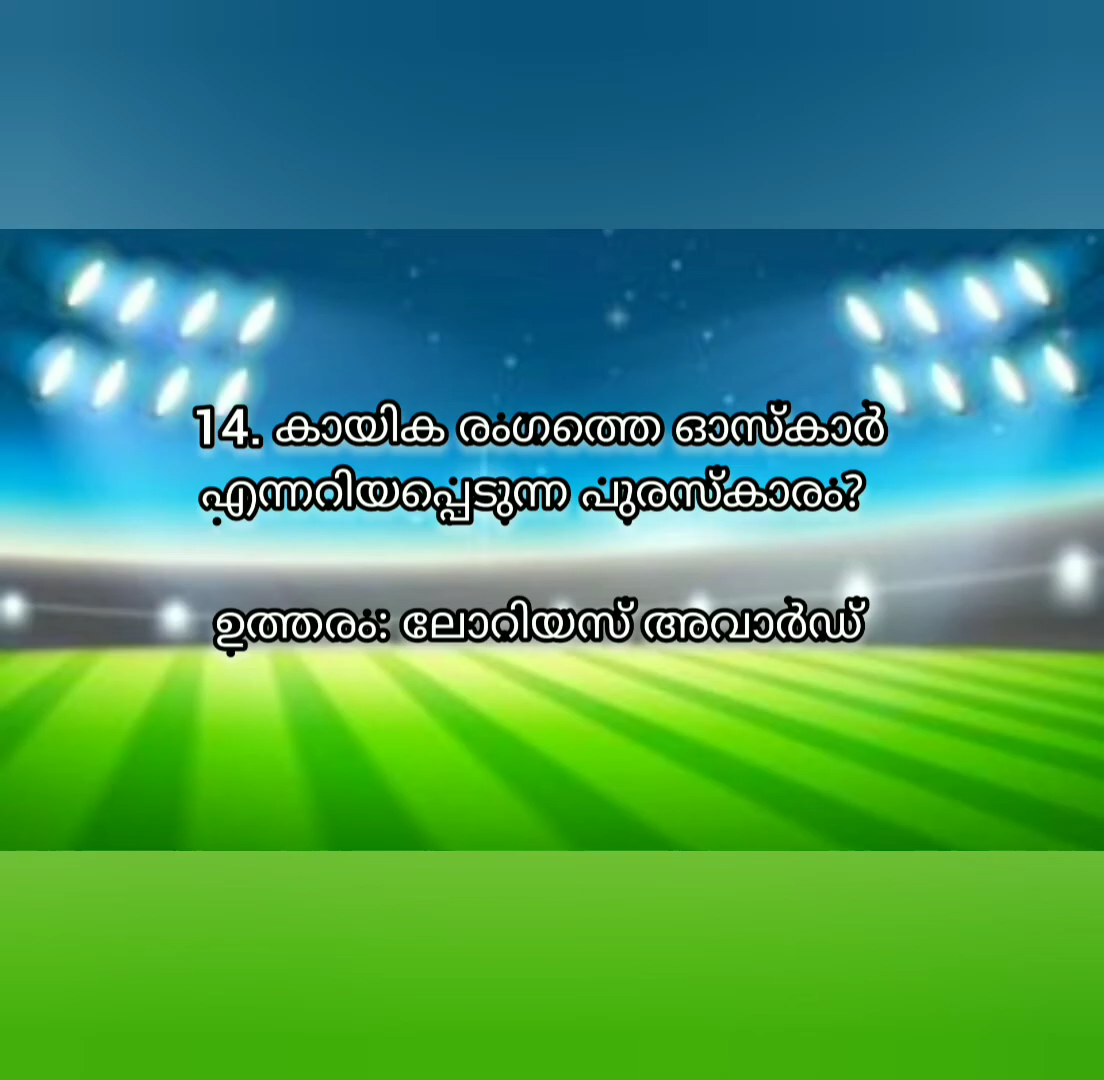 14. കായിക രംഗത്തെ ഓസ്കാർ
എന്നറിയപ്പെടുന്ന പുരസ്കാരം?
ഉത്തരം: ലോറിയസ് അവാർഡ്